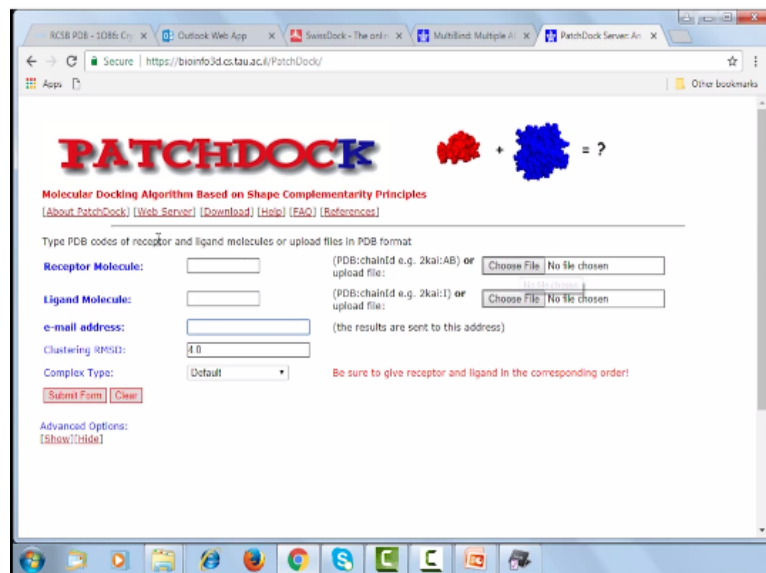 RCSB PDB - 1O86: Cry
Outlook Web App
SwissDock - The onlin
MultiBind: Multiple Al
PatchDock Server: An
Secure https://bioinfo3d.cs.tau.ac.il/PatchDock/
Apps
Other bookmarks
PATCHDOCK
+ = ?
Molecular Docking Algorithm Based on Shape Complementarity Principles
[About PatchDock] [Web Server] [Download] [Help] [FAQ] [References]
Type PDB codes of receptor and ligand molecules or upload files in PDB format
Receptor Molecule: (PDB:chainId e.g. 2kai:AB) or upload file: Choose File No file chosen
No file chosen
Ligand Molecule: (PDB:chainId e.g. 2kai:I) or upload file: Choose File No file chosen
e-mail address: (the results are sent to this address)
Clustering RMSD: 4.0
Complex Type: Default Be sure to give receptor and ligand in the corresponding order!
Submit Form Clear
Advanced Options:
[Show][Hide]